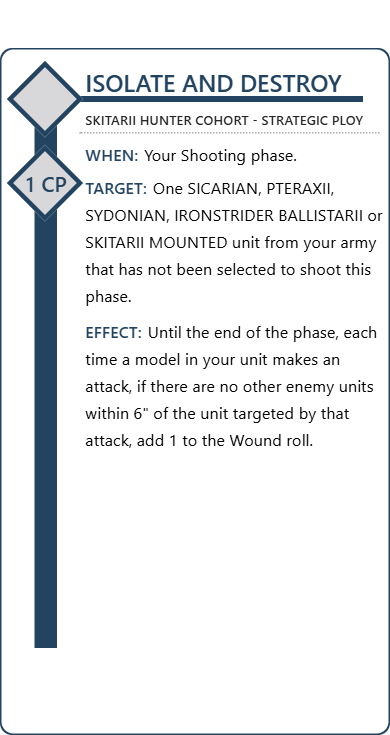 ISOLATE AND DESTROY
SKITARII HUNTER COHORT - STRATEGIC PLOY
WHEN: Your Shooting phase.
1 CP
TARGET: One SICARIAN, PTERAXII,
SYDONIAN, IRONSTRIDER BALLISTARII or
SKITARII MOUNTED unit from your army
that has not been selected to shoot this
phase.
EFFECT: Until the end of the phase, each
time a model in your unit makes an
attack, if there are no other enemy units
within 6" of the unit targeted by that
attack, add 1 to the Wound roll.